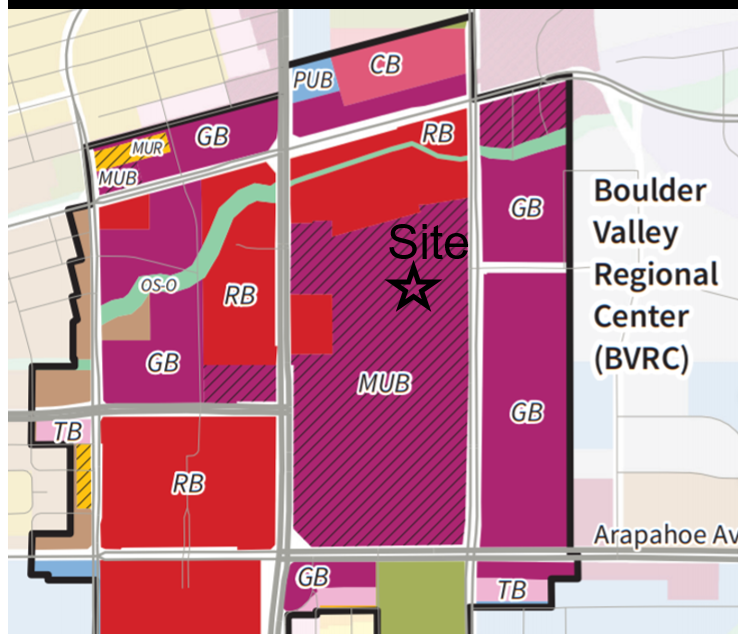 CB
PUB
GB
RB
MUR
MUB
GB
Site
OS-O
RB
GB
MUB
GB
TB
RB
GB
TB
Boulder
Valley
Regional
Center
(BVRC)
Arapahoe Av